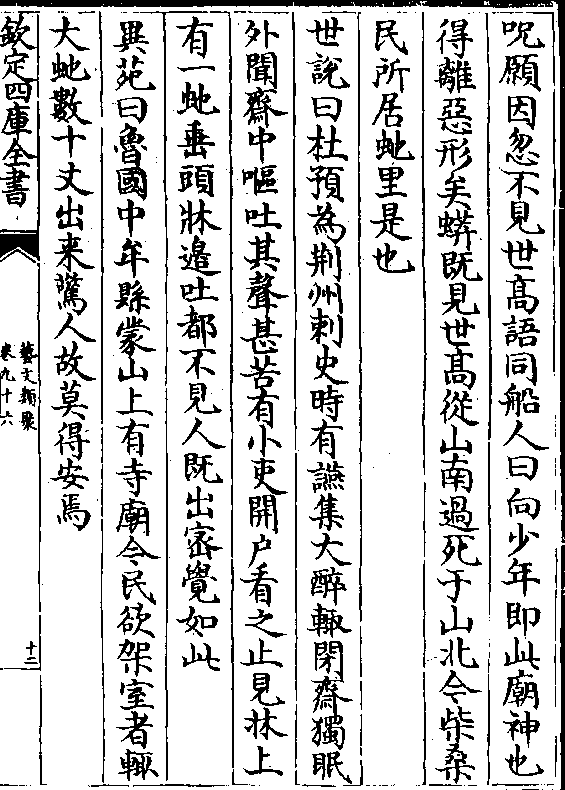 呪願因忽不見世高語同船人曰向少年即此廟神也
得離惡形矣蟒既見世高從山南過死于山北今柴桑
民所居虵里是也
世說曰杜預為荆州刺史時有讌集大醉輙閉齋獨眠
外聞齋中嘔吐其聲甚苦有小吏開户看之止見牀上
有一虵垂頭牀邉吐都不見人既出宻覺如此
異苑曰魯國中牟縣蒙山上有寺廟今民欲架室者輙
大虵數十丈出来驚人故莫得安焉
欽定四庫全書
藝文類聚
卷九十六
十二